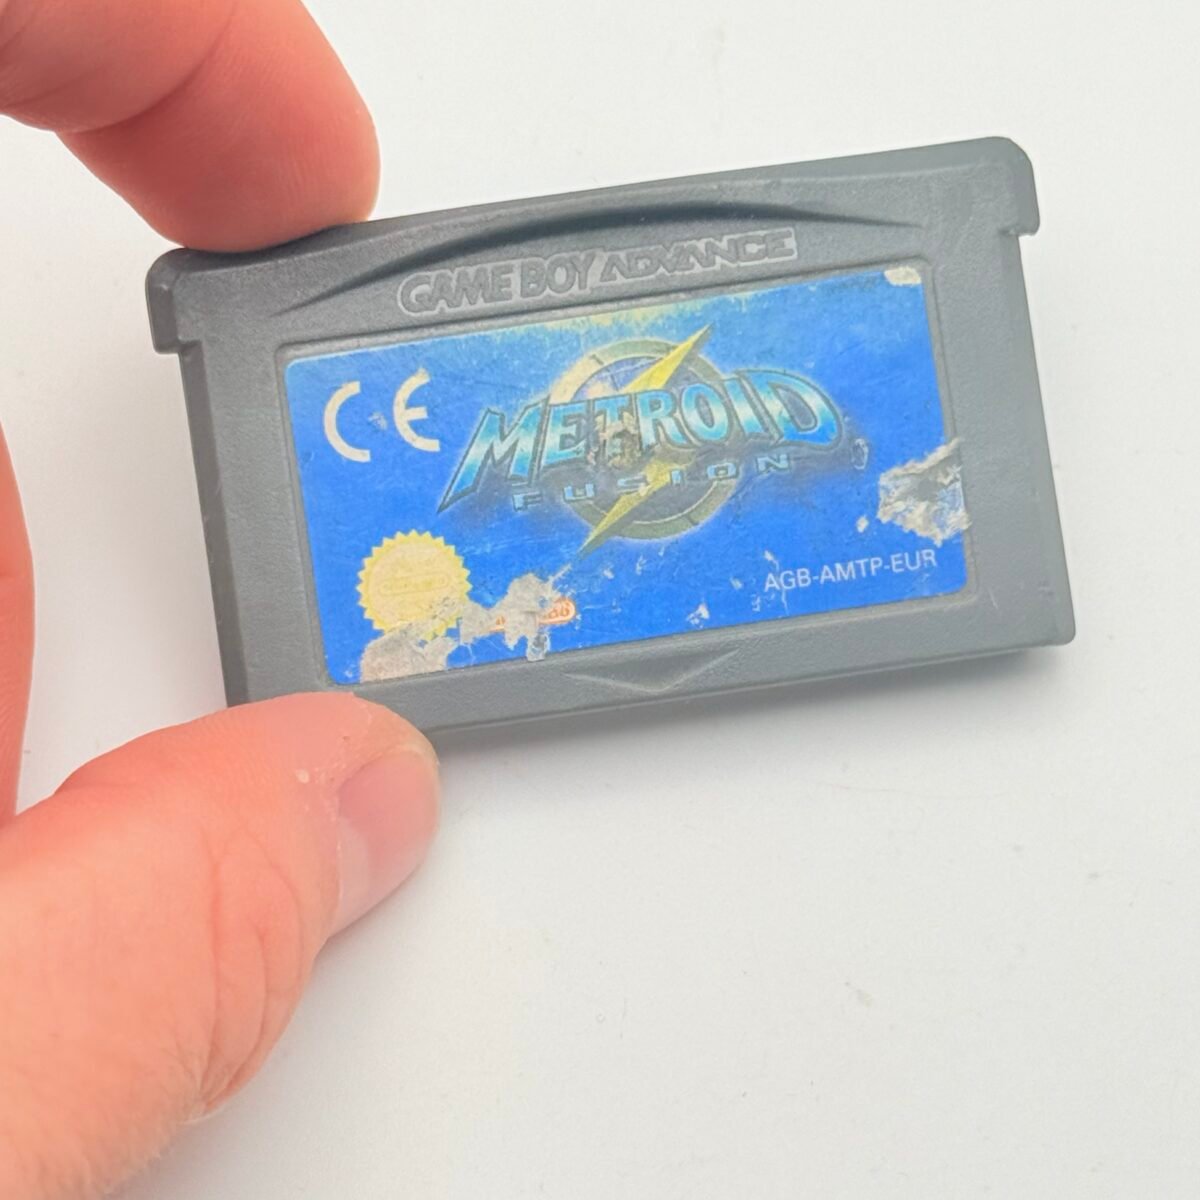 GAME BOY ADVANCE
CE
METROID
FUSION
AGB-AMTP-EUR